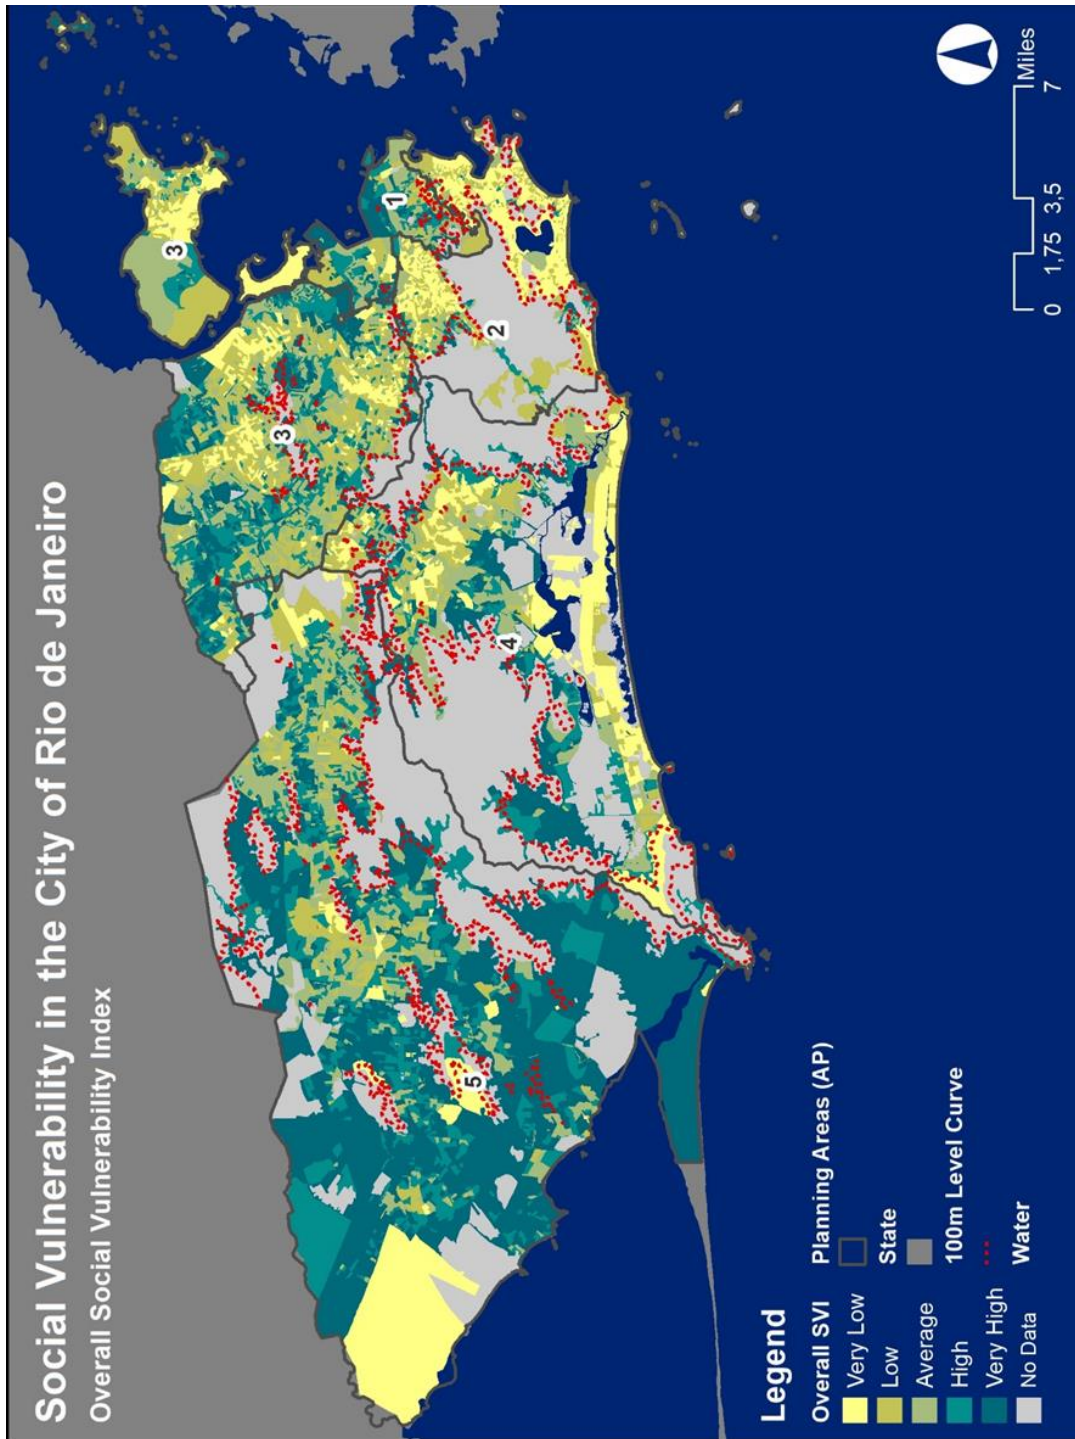 Social Vulnerability in the City of Rio de Janeiro
Overall Social Vulnerability Index
3
3
1
2
4
5
Legend
Overall SVI
Very Low
Low
Average
High
Very High
No Data
Planning Areas (AP)
State
100m Level Curve
Water
0 1,75 3,5 7
Miles